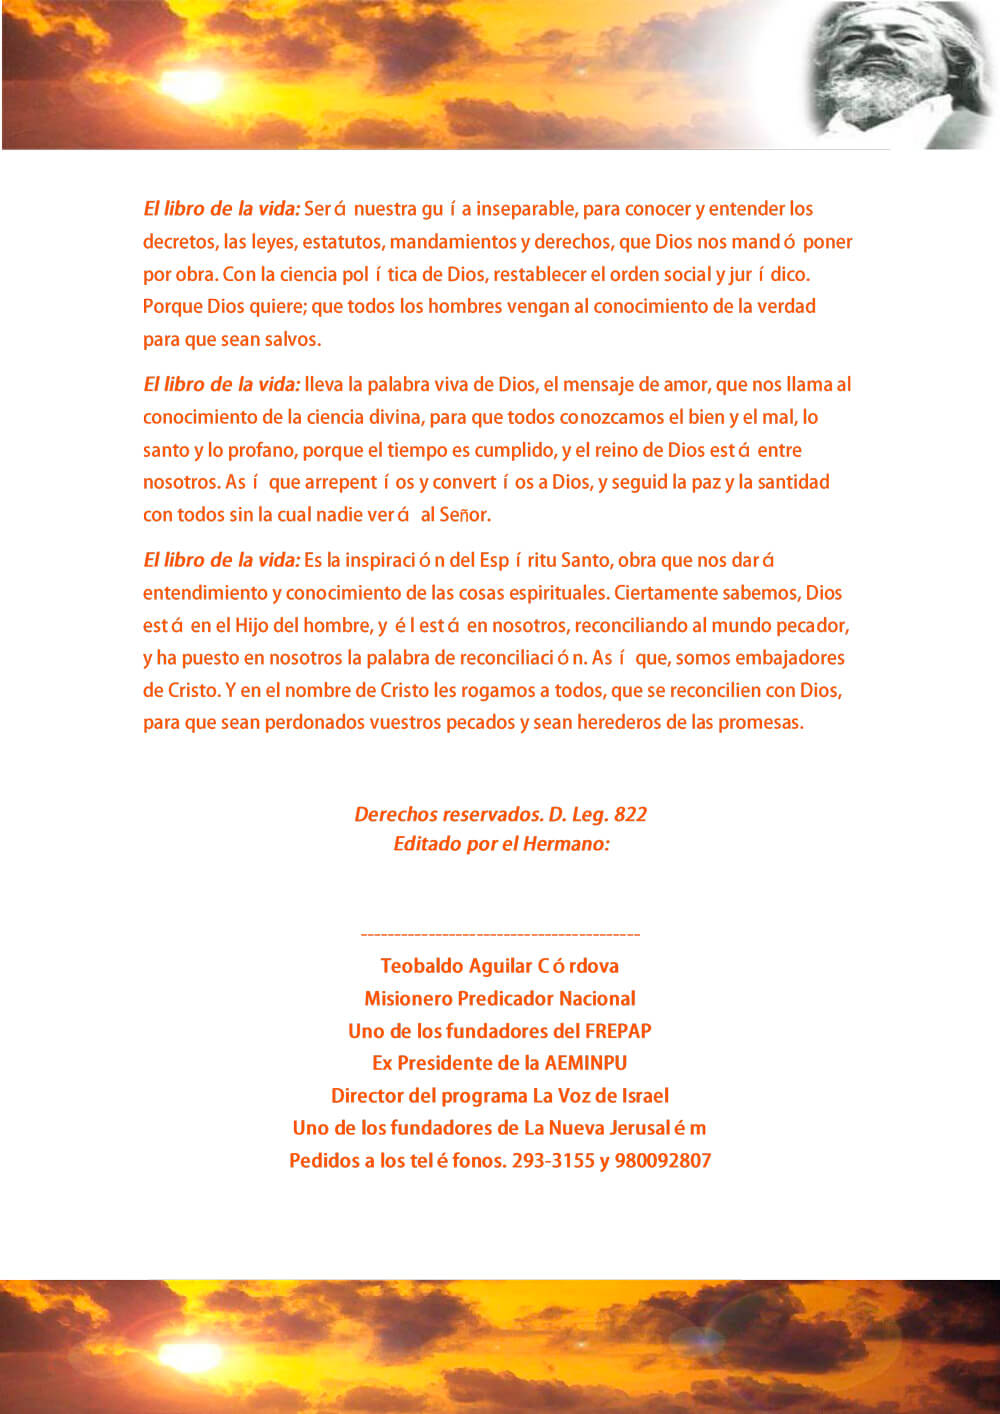 El libro de la vida: Será nuestra guía inseparable, para conocer y entender los
decretos, las leyes, estatutos, mandamientos y derechos, que Dios nos mandó poner
por obra. Con la ciencia política de Dios, restablecer el orden social y jurídico.
Porque Dios quiere; que todos los hombres vengan al conocimiento de la verdad
para que sean salvos.
El libro de la vida: lleva la palabra viva de Dios, el mensaje de amor, que nos llama al
conocimiento de la ciencia divina, para que todos conozcamos el bien y el mal, lo
santo y lo profano, porque el tiempo es cumplido, y el reino de Dios está entre
nosotros. Así que arrepentíos y convertíos a Dios, y seguid la paz y la santidad
con todos sin la cual nadie verá al Señor.
El libro de la vida: Es la inspiración del Espíritu Santo, obra que nos dará
entendimiento y conocimiento de las cosas espirituales. Ciertamente sabemos, Dios
está en el Hijo del hombre, y él está en nosotros, reconciliando al mundo pecador,
y ha puesto en nosotros la palabra de reconciliación. Así que, somos embajadores
de Cristo. Y en el nombre de Cristo les rogamos a todos, que se reconcilien con Dios,
para que sean perdonados vuestros pecados y sean herederos de las promesas.
Derechos reservados. D. Leg. 822
Editado por el Hermano:
-----------------------------------------
Teobaldo Aguilar Córdova
Misionero Predicador Nacional
Uno de los fundadores del FREPAP
Ex Presidente de la AEMINPU
Director del programa La Voz de Israel
Uno de los fundadores de La Nueva Jerusalém
Pedidos a los teléfonos. 293-3155 y 980092807